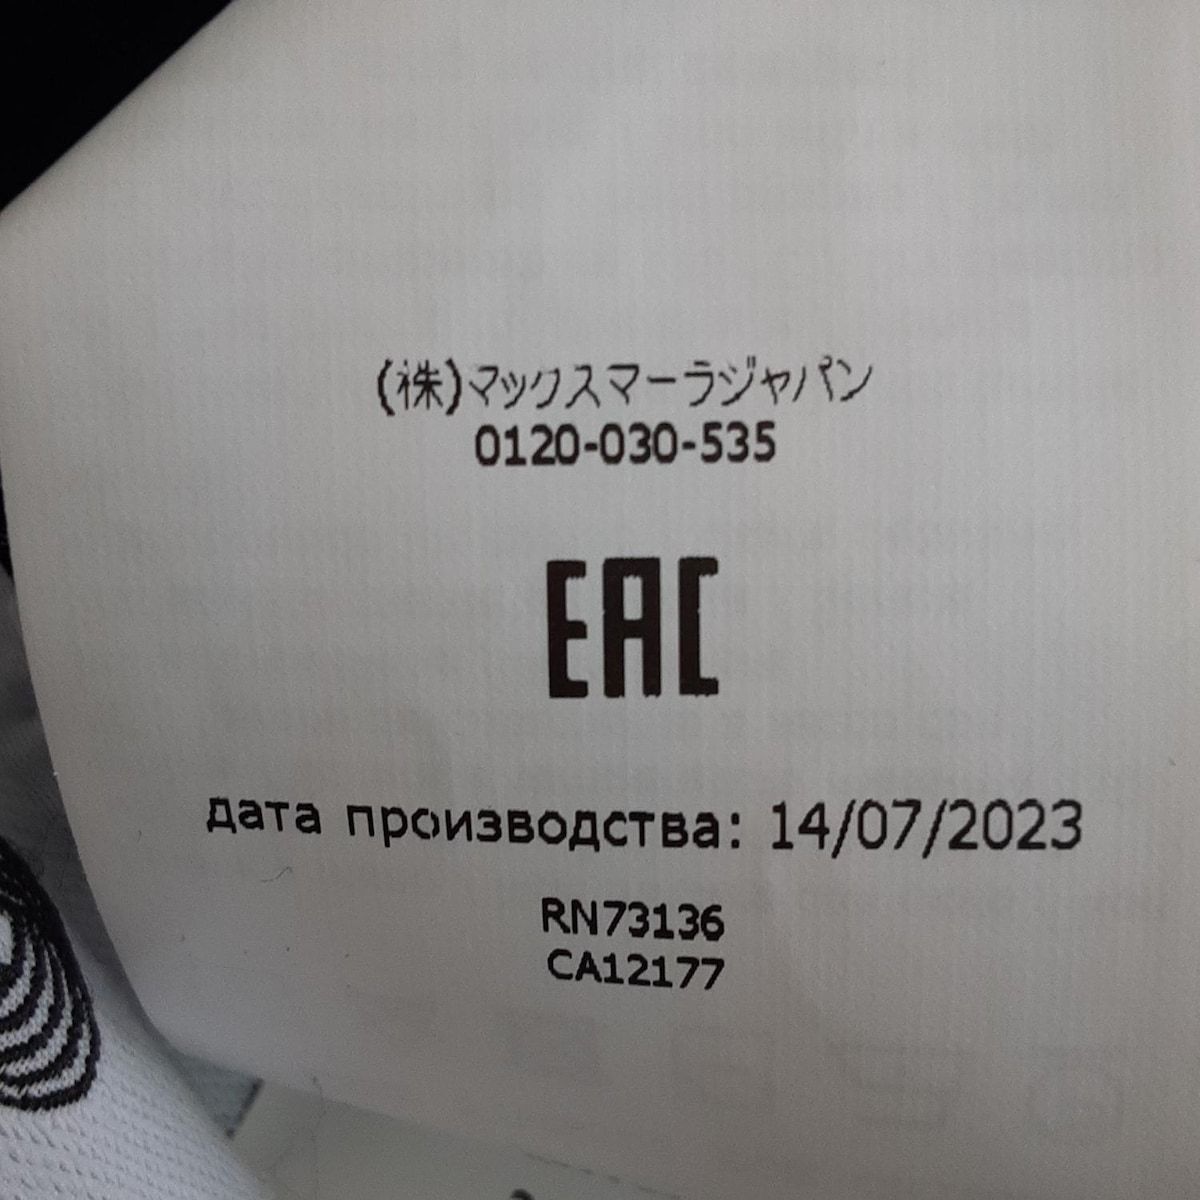 (株)マックスマーラジャパン
0120-030-535
EAC
дата производства: 14/07/2023
RN73136
CA12177